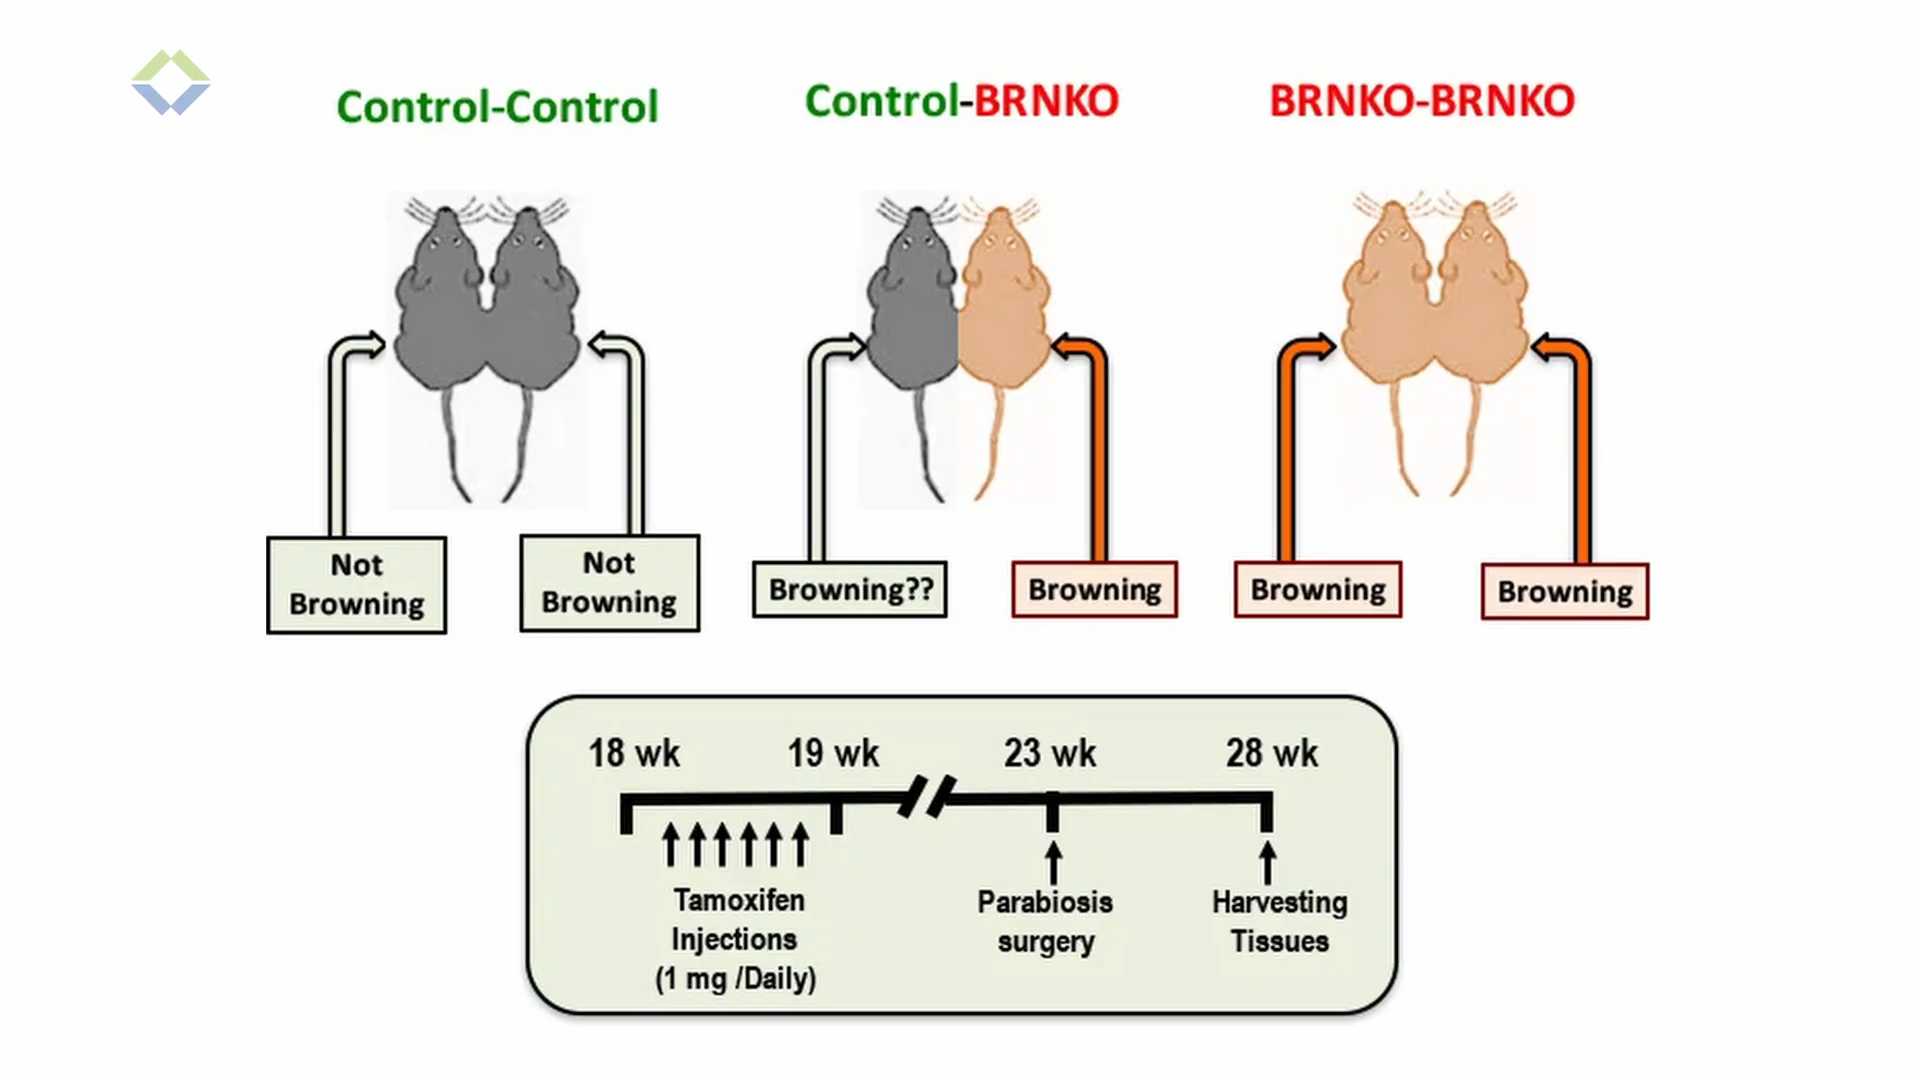 Control-Control
Control-BRNKO
BRNKO-BRNKO
Not
Browning
Not
Browning
Browning??
Browning
Browning
Browning
18 wk
19 wk
23 wk
28 wk
Tamoxifen
Injections
(1 mg /Daily)
Parabiosis
surgery
Harvesting
Tissues